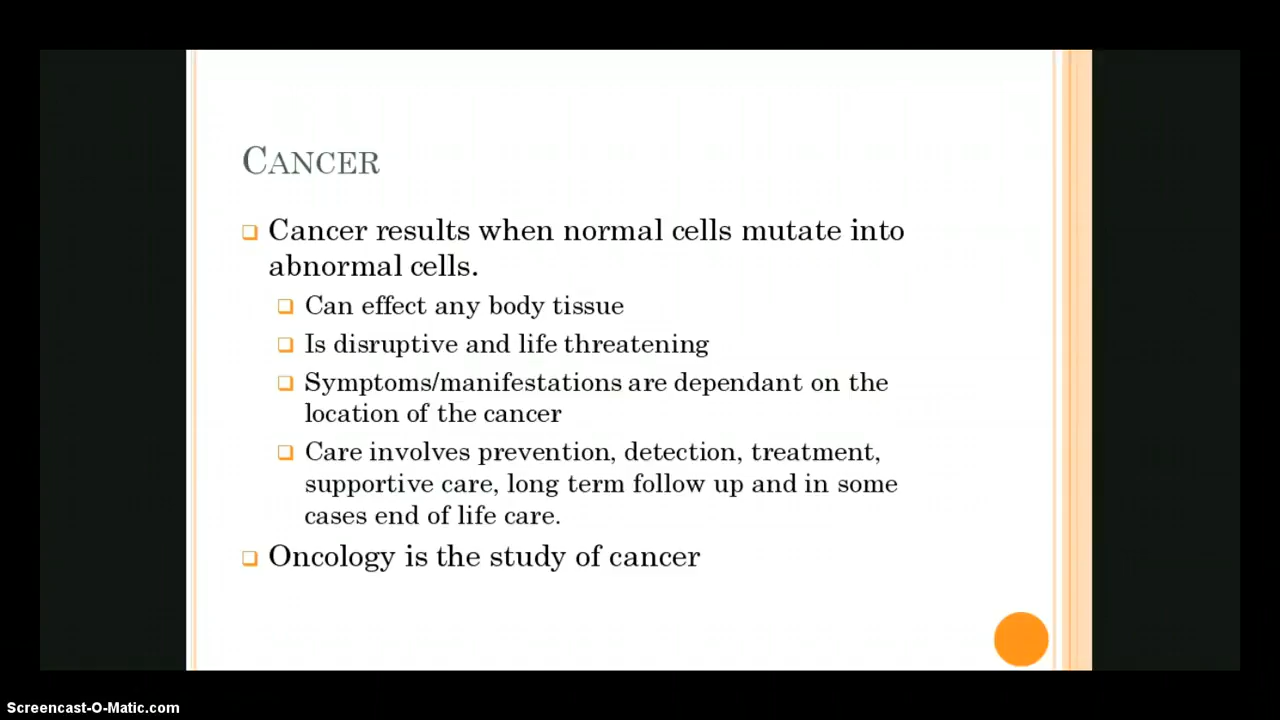 CANCER
Cancer results when normal cells mutate into
abnormal cells.
Can effect any body tissue
Is disruptive and life threatening
Symptoms/manifestations are dependant on the
location of the cancer
Care involves prevention, detection, treatment,
supportive care, long term follow up and in some
cases end of life care.
Oncology is the study of cancer
Screencast-O-Matic.com